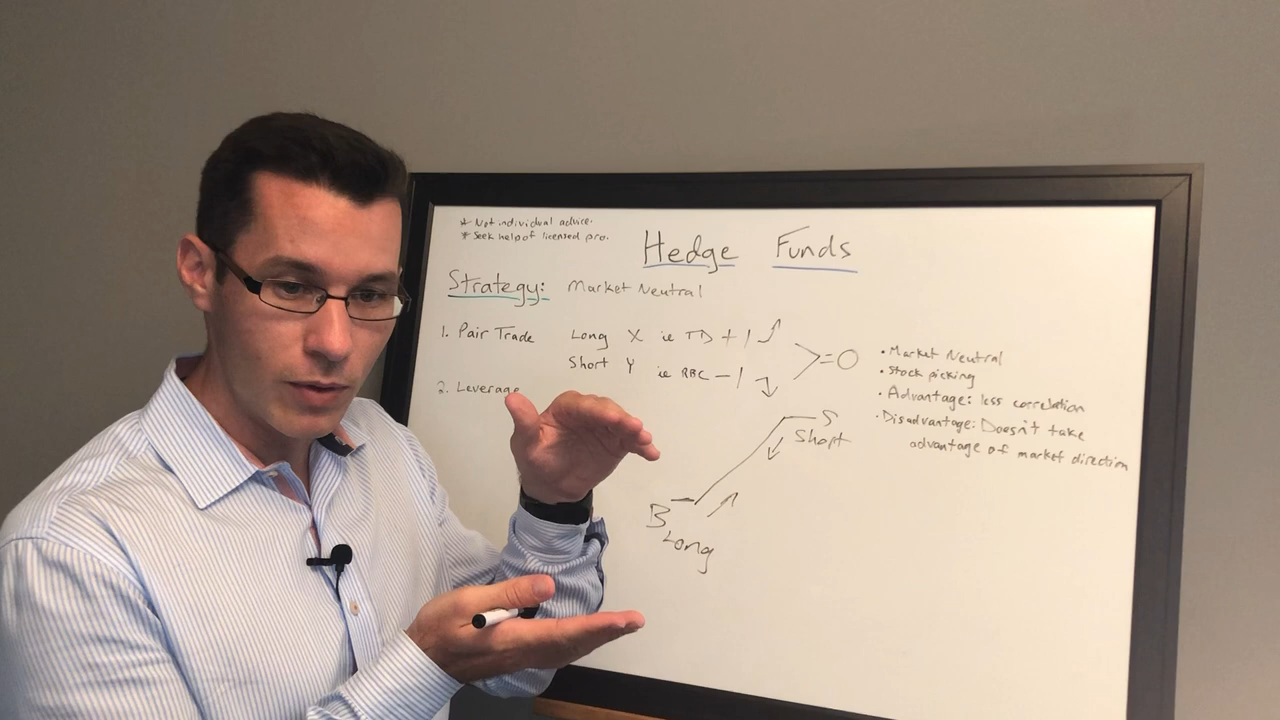 * Not individual advice.
* Seek help of licensed pro.
Hedge Funds
Strategy: Market Neutral
1. Pair Trade Long X ie TD +1
Short Y ie RBC -1
>=0
2. Leverage
• Market Neutral
• Stock picking
• Advantage: less correlation
• Disadvantage: Doesn't take
advantage of market direction
S
Short
B
Long